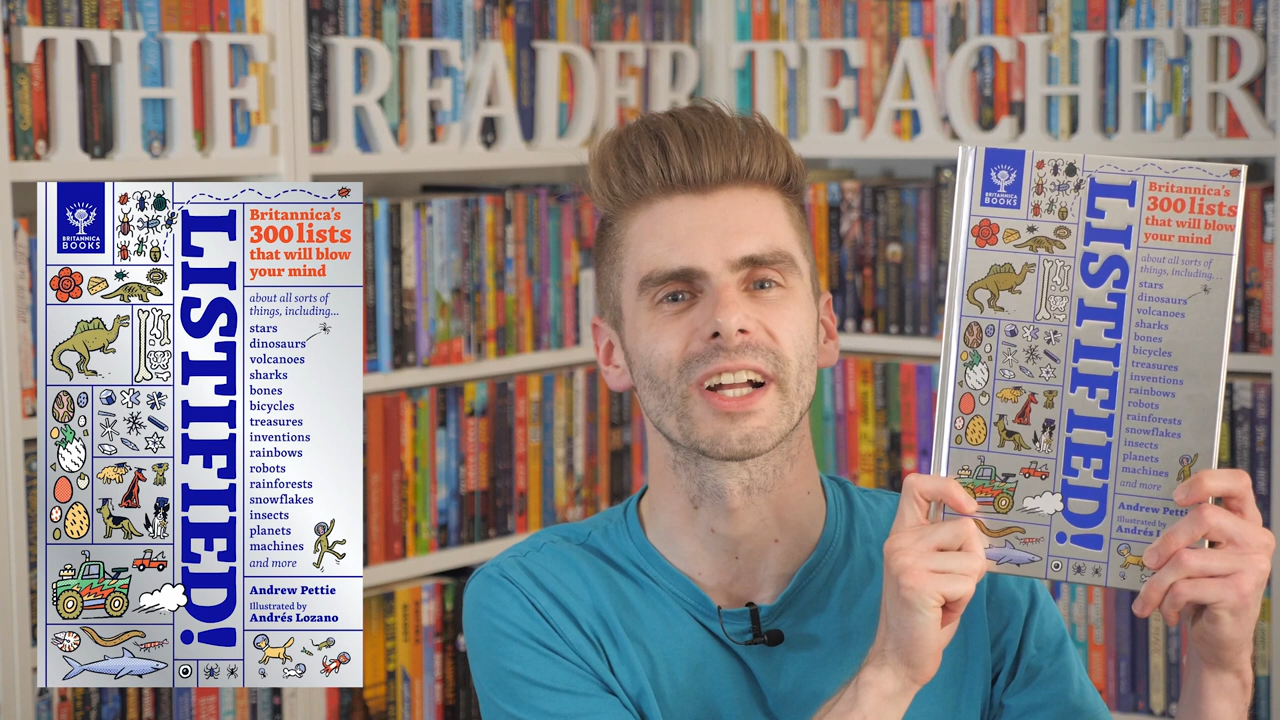 THE READER TEACHER
BRITANNICA
BOOKS
LISTIFIED!
Britannica's
300 lists
that will blow
your mind
about all sorts of
things, including...
stars
dinosaurs
volcanoes
sharks
bones
bicycles
treasures
inventions
rainbows
robots
rainforests
snowflakes
insects
planets
machines
and more
Andrew Pettie
Illustrated by
Andrés Lozano
BRITANNICA
BOOKS
LISTIFIED!
Britannica's
300 lists
that will blow
your mind
about all sorts of
things, including...
stars
dinosaurs
volcanoes
sharks
bones
bicycles
treasures
inventions
rainbows
robots
rainforests
snowflakes
insects
planets
machines
and more
Andrew
Illustrated by